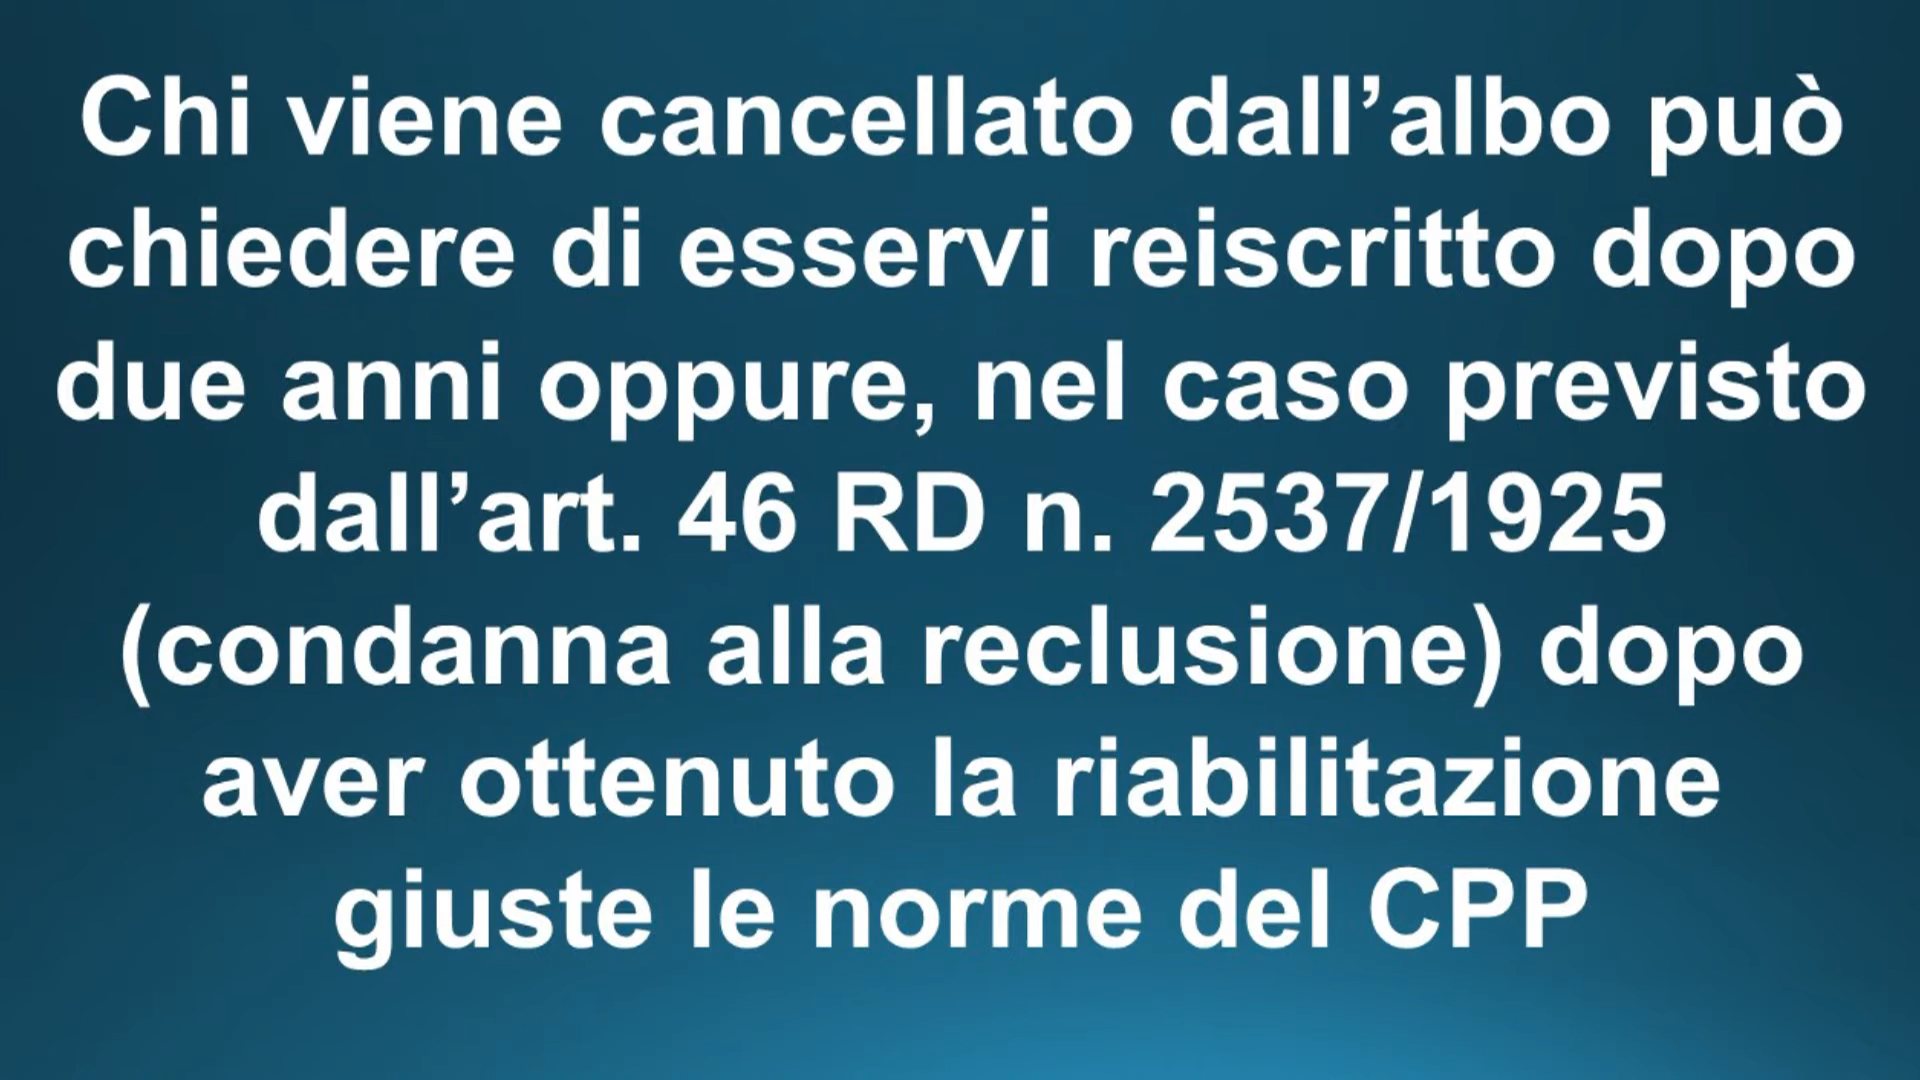 Chi viene cancellato dall’albo può
chiedere di esservi reiscritto dopo
due anni oppure, nel caso previsto
dall’art. 46 RD n. 2537/1925
(condanna alla reclusione) dopo
aver ottenuto la riabilitazione
giuste le norme del CPP